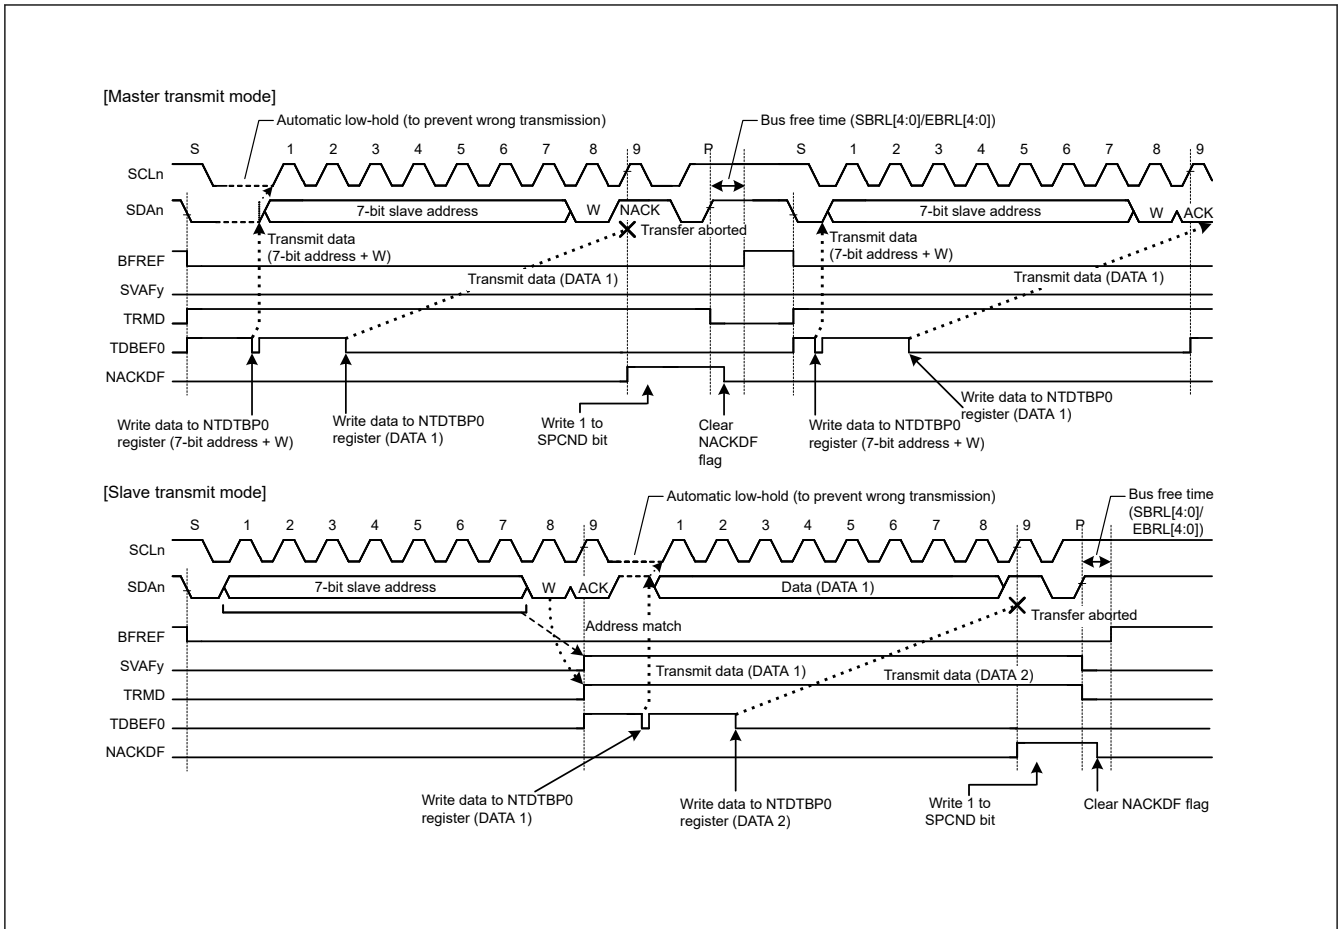 [Master transmit mode]
Automatic low-hold (to prevent wrong transmission)
Bus free time (SBRL[4:0]/EBRL[4:0])
S 1 2 3 4 5 6 7 8 9 P S 1 2 3 4 5 6 7 8 9
SCLn
SDAn 7-bit slave address W NACK 7-bit slave address W ACK
Transmit data
(7-bit address + W)
Transfer aborted
Transmit data
(7-bit address + W)
BFREF
Transmit data (DATA 1)
Transmit data (DATA 1)
SVAFy
TRMD
TDBEF0
NACKDF
Write data to NTDTBP0
register (7-bit address + W)
Write data to NTDTBP0
register (DATA 1)
Write 1 to
SPCND bit
Clear
NACKDF
flag
Write data to NTDTBP0
register (7-bit address + W)
Write data to NTDTBP0
register (DATA 1)
[Slave transmit mode]
Automatic low-hold (to prevent wrong transmission)
Bus free time
(SBRL[4:0]/
EBRL[4:0])
S 1 2 3 4 5 6 7 8 9 1 2 3 4 5 6 7 8 9 P
SCLn
SDAn 7-bit slave address W ACK Data (DATA 1)
Transfer aborted
Address match
BFREF
SVAFy
Transmit data (DATA 1)
Transmit data (DATA 2)
TRMD
TDBEF0
NACKDF
Write data to NTDTBP0
register (DATA 1)
Write data to NTDTBP0
register (DATA 2)
Write 1 to
SPCND bit
Clear NACKDF flag